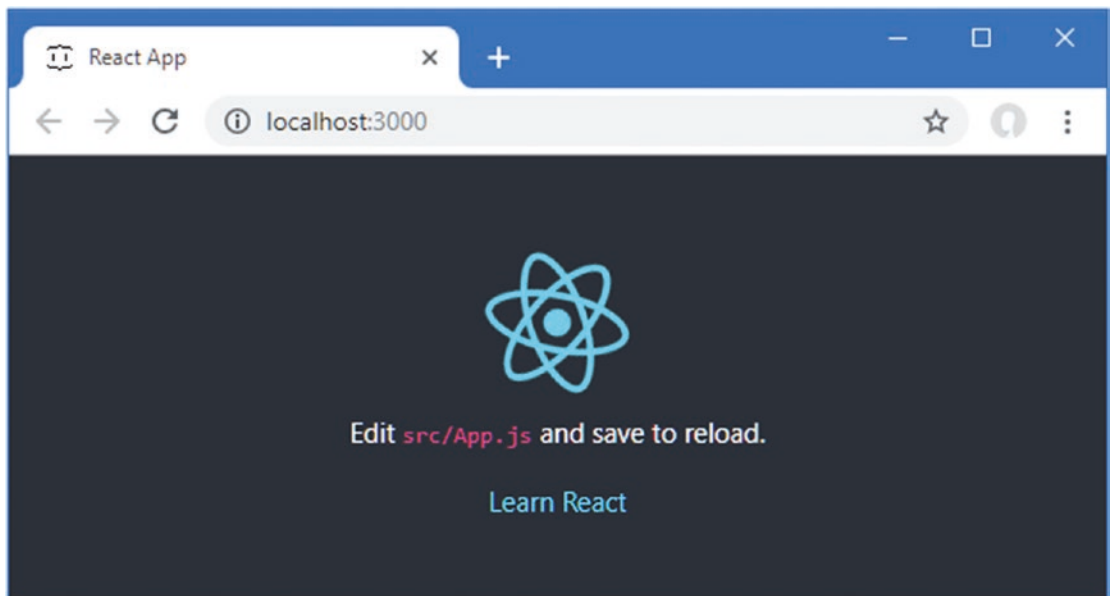 React App
localhost:3000
Edit src/App.js and save to reload.
Learn React